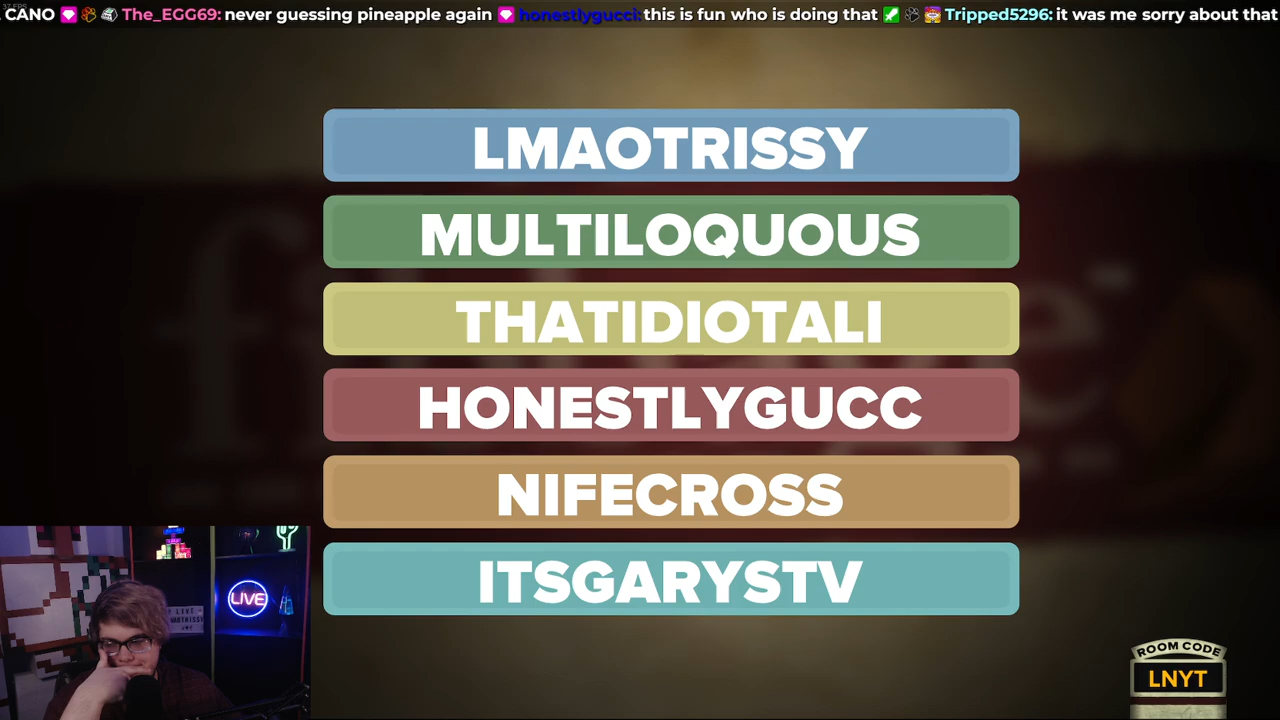 CANO The_EGG69: never guessing pineapple again honestlygucci: this is fun who is doing that Tripped5296: it was me sorry about that
LMAOTRISSY
MULTILOQUOUS
THATIDIOTALI
HONESTLYGUCC
NIFECROSS
ITSGARYSTV
LIVE
ROOM CODE
LNYT